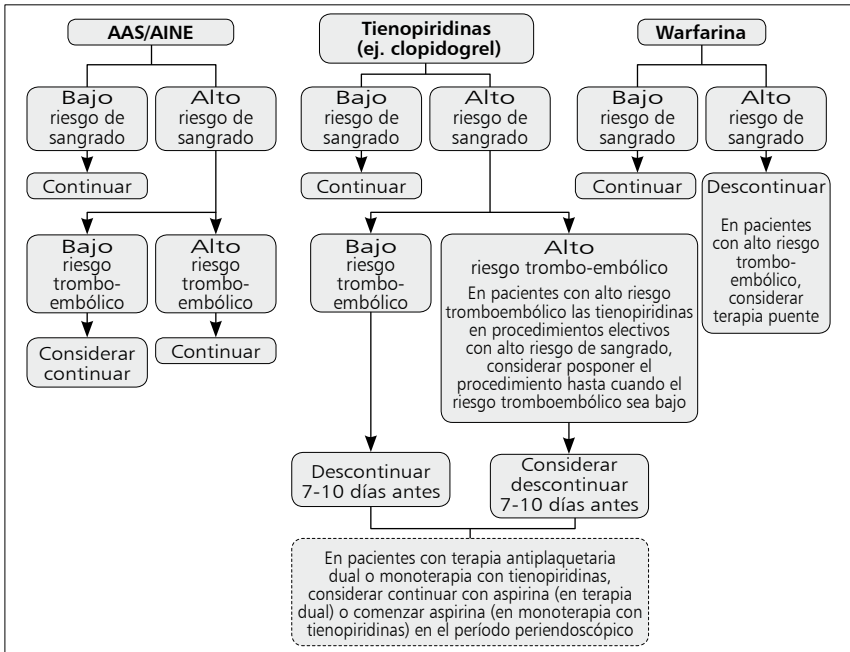 AAS/AINE
Bajo
riesgo de
sangrado
Alto
riesgo de
sangrado
Continuar
Bajo
riesgo
trombo-
embólico
Alto
riesgo
trombo-
embólico
Considerar
continuar
Continuar
Tienopiridinas
(ej. clopidogrel)
Bajo
riesgo de
sangrado
Alto
riesgo de
sangrado
Continuar
Bajo
riesgo
trombo-
embólico
Alto
riesgo trombo-embólico
En pacientes con alto riesgo
tromboembólico las tienopiridinas
en procedimientos electivos
con alto riesgo de sangrado,
considerar posponer el
procedimiento hasta cuando el
riesgo tromboembólico sea bajo
Descontinuar
7-10 días antes
Considerar
descontinuar
7-10 días antes
En pacientes con terapia antiplaquetaria
dual o monoterapia con tienopiridinas,
considerar continuar con aspirina (en terapia
dual) o comenzar aspirina (en monoterapia con
tienopiridinas) en el período periendoscópico
Warfarina
Bajo
riesgo de
sangrado
Alto
riesgo de
sangrado
Continuar
Descontinuar
En pacientes
con alto riesgo
trombo-
embólico,
considerar
terapia puente